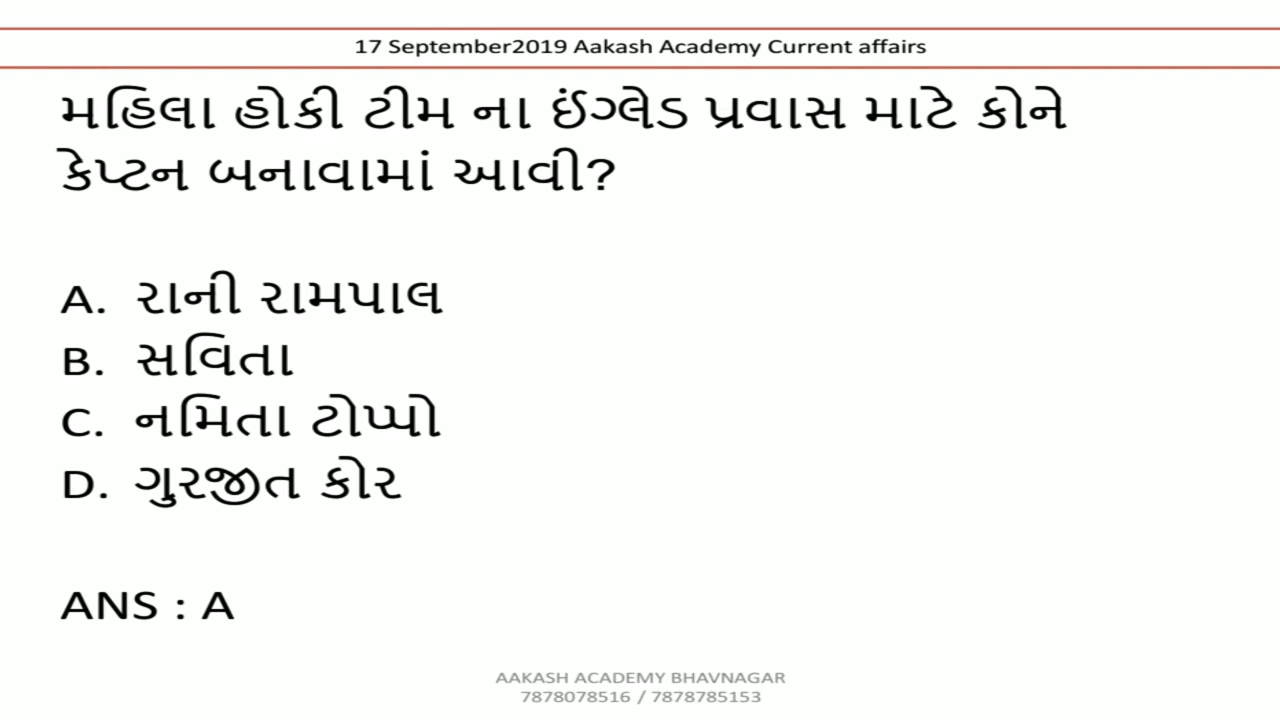 17 September2019 Aakash Academy Current affairs
મહિલા હોકી ટીમ ના ઈંગ્લેડ પ્રવાસ માટે કોને
કેપ્ટન બનાવામાં આવી?
A. રાની રામપાલ
B. સવિતા
C. નમિતા ટોપ્પો
D. ગુરજીત કોર
ANS : A
AAKASH ACADEMY BHAVNAGAR
7878078516 / 7878785153